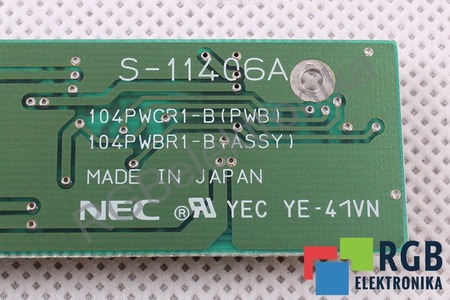 S-11406A
104PWCR1-B(PWB)
104PWBR1-B(ASSY)
MADE IN JAPAN
NEC ® YEC YE-41VN
RGB
ELEKTRONIKA